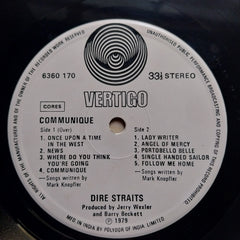 ALL RIGHTS OF THE MANUFACTURER AND OF THE OWNER OF THE RECORDED WORK RESERVED
UNAUTHORISED PUBLIC PERFORMANCE BROADCASTING AND COPYING OF THIS RECORD PROHIBITED
6360 170
33⅓ STEREO
VERTIGO
CORES
COMMUNIQUE
Side 1 (Over)
1. ONCE UPON A TIME
IN THE WEST
2. NEWS
3. WHERE DO YOU THINK
YOU'RE GOING
4. COMMUNIQUE
Songs written by
Mark Knopfler
Side 2
1. LADY WRITER
2. ANGEL OF MERCY
3. PORTOBELLO BELLE
4. SINGLE HANDED SAILOR
5. FOLLOW ME HOME
Songs written by
Mark Knopfler
DIRE STRAITS
Produced by Jerry Wexler
and Barry Beckett
℗ 1979
MFD IN INDIA BY POLYDOR OF INDIA LIMITED